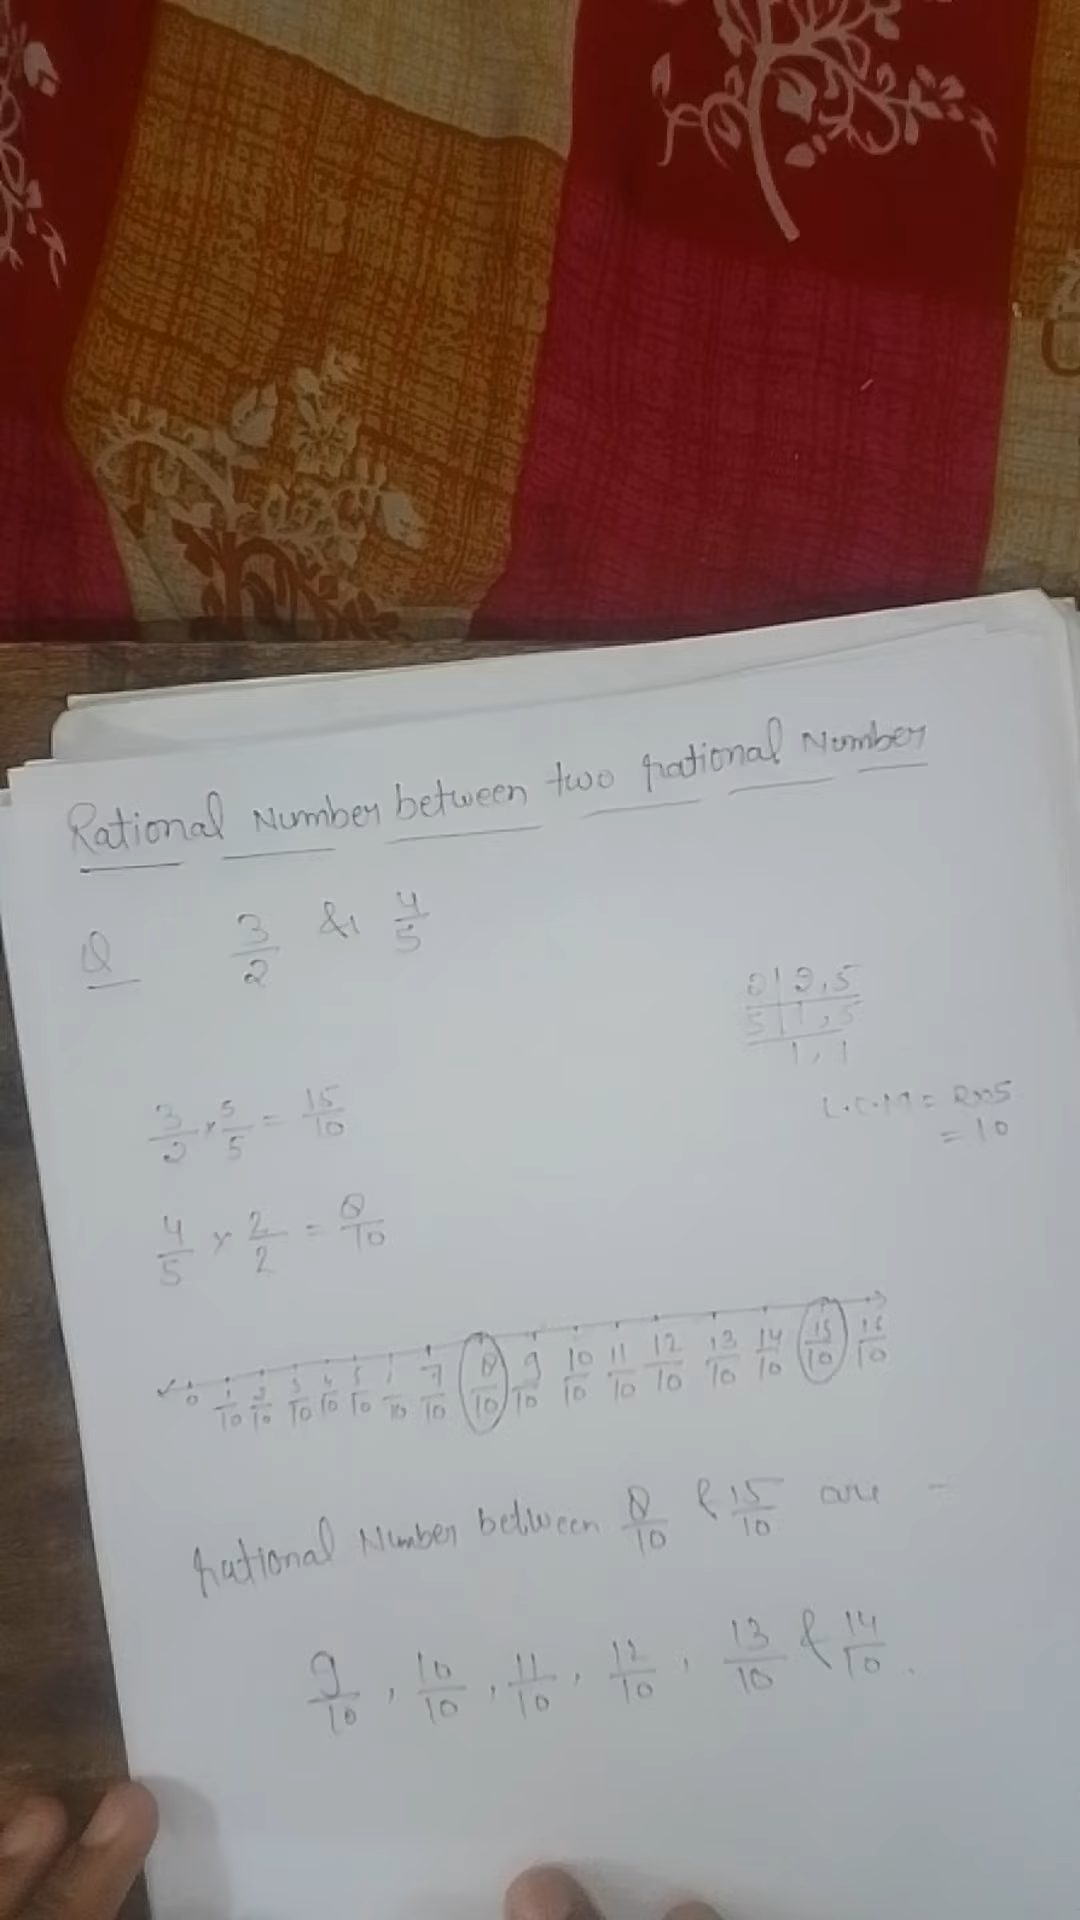 Rational Number between two rational Number
Q 3/2 & 4/5
2 | 2, 5
5 | 1, 5
1, 1
L.C.M = 2×5
= 10
3/2 × 5/5 = 15/10
4/5 × 2/2 = 8/10
0 1/10 2/10 3/10 4/10 5/10 /10 7/10 8/10 9/10 10/10 11/10 12/10 13/10 14/10 15/10 16/10
rational Number between 8/10 & 15/10 are -
9/10, 10/10, 11/10, 12/10, 13/10 & 14/10.